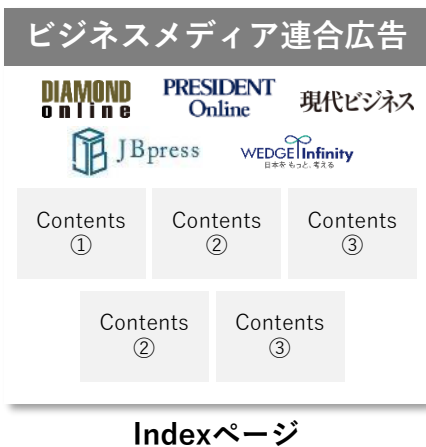 ビジネスメディア連合広告
DIAMOND
online
PRESIDENT
Online
現代ビジネス
JBpress
WEDGE Infinity
日本をもっと、考える
Contents
①
Contents
②
Contents
③
Contents
②
Contents
③
Indexページ